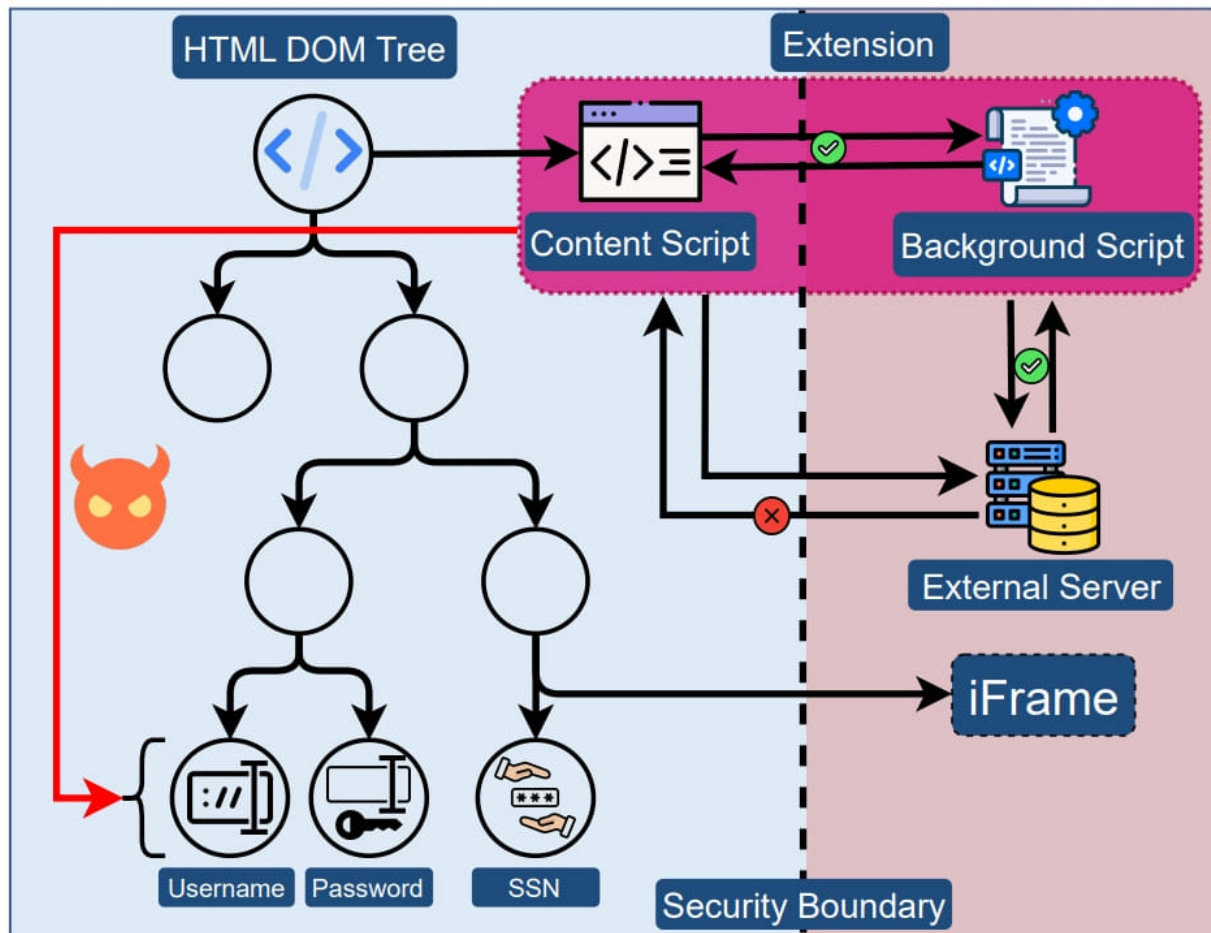 HTML DOM Tree
Extension
</>
</>
</>
Content Script
Background Script
External Server
iFrame
://
***
Username
Password
SSN
Security Boundary